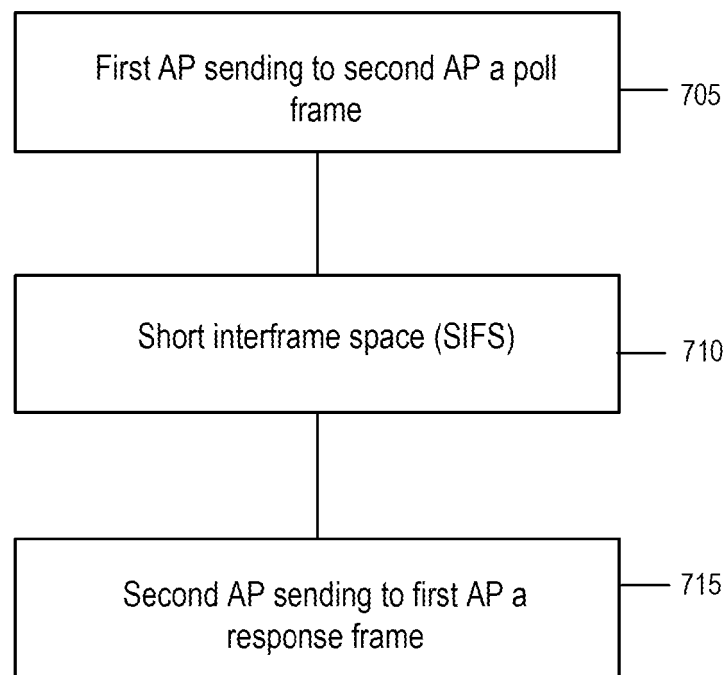 First AP sending to second AP a poll
frame
705
Short interframe space (SIFS)
710
Second AP sending to first AP a
response frame
715